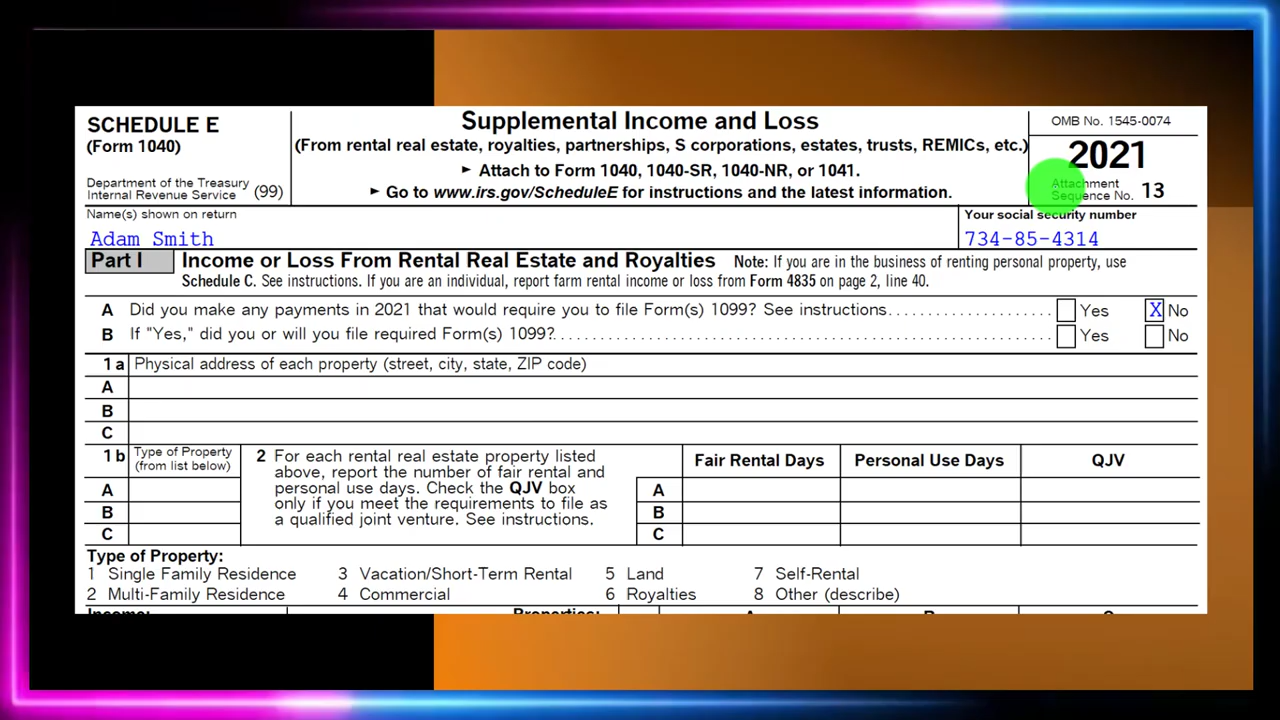 SCHEDULE E
(Form 1040)
Department of the Treasury
Internal Revenue Service (99)
Supplemental Income and Loss
(From rental real estate, royalties, partnerships, S corporations, estates, trusts, REMICs, etc.)
► Attach to Form 1040, 1040-SR, 1040-NR, or 1041.
► Go to www.irs.gov/ScheduleE for instructions and the latest information.
OMB No. 1545-0074
2021
Attachment
Sequence No. 13
Name(s) shown on return
Adam Smith
Your social security number
734-85-4314
Part I Income or Loss From Rental Real Estate and Royalties Note: If you are in the business of renting personal property, use
Schedule C. See instructions. If you are an individual, report farm rental income or loss from Form 4835 on page 2, line 40.
A Did you make any payments in 2021 that would require you to file Form(s) 1099? See instructions. Yes X No
B If "Yes," did you or will you file required Form(s) 1099? Yes No
1a Physical address of each property (street, city, state, ZIP code)
A
B
C
1b Type of Property
(from list below)
A
B
C
2 For each rental real estate property listed
above, report the number of fair rental and
personal use days. Check the QJV box
only if you meet the requirements to file as
a qualified joint venture. See instructions.
Fair Rental Days Personal Use Days QJV
A
B
C
Type of Property:
1 Single Family Residence 3 Vacation/Short-Term Rental 5 Land 7 Self-Rental
2 Multi-Family Residence 4 Commercial 6 Royalties 8 Other (describe)
Income: Properties: A B C